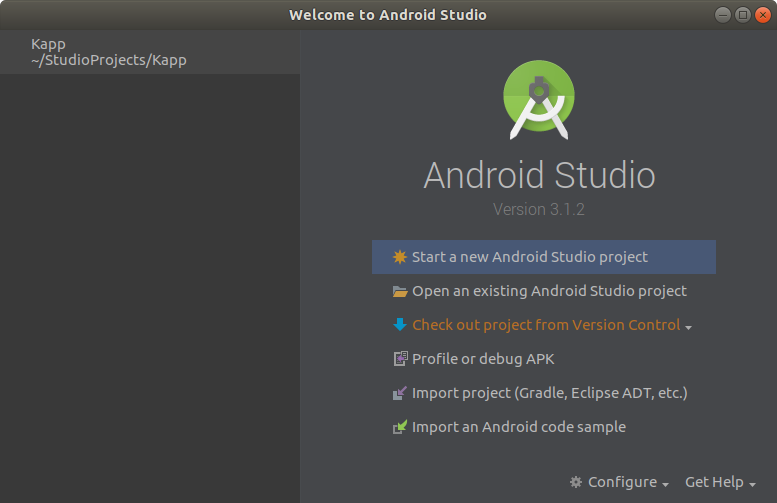 Welcome to Android Studio
Kapp
~/StudioProjects/Kapp
Android Studio
Version 3.1.2
Start a new Android Studio project
Open an existing Android Studio project
Check out project from Version Control
Profile or debug APK
Import project (Gradle, Eclipse ADT, etc.)
Import an Android code sample
Configure Get Help